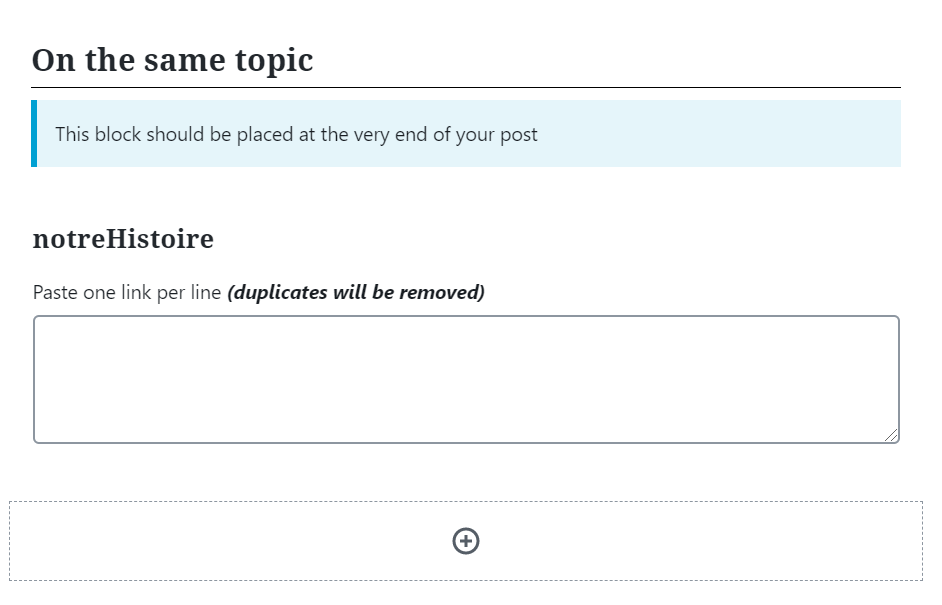 On the same topic
This block should be placed at the very end of your post
notreHistoire
Paste one link per line (duplicates will be removed)